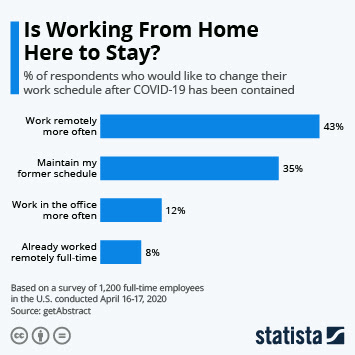 Is Working From Home
Here to Stay?
% of respondents who would like to change their
work schedule after COVID-19 has been contained
Work remotely
more often
43%
Maintain my
former schedule
35%
Work in the office
more often
12%
Already worked
remotely full-time
8%
Based on a survey of 1,200 full-time employees
in the U.S. conducted April 16-17, 2020
Source: getAbstract
cc
statista